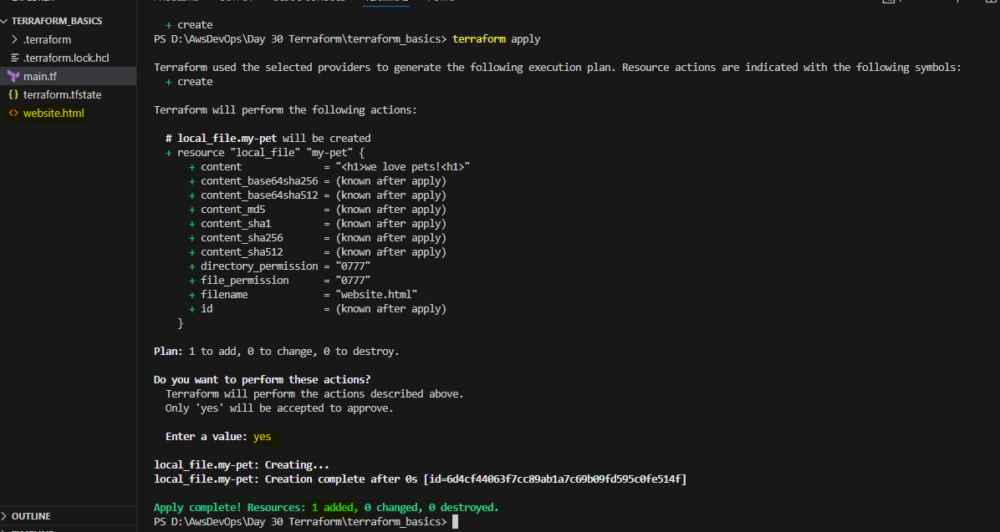 TERRAFORM_BASICS
.terraform
.terraform.lock.hcl
main.tf
terraform.tfstate
website.html
OUTLINE
+ create
PS D:\AwsDevOps\Day 30 Terraform\terraform_basics> terraform apply
Terraform used the selected providers to generate the following execution plan. Resource actions are indicated with the following symbols:
+ create
Terraform will perform the following actions:
# local_file.my-pet will be created
+ resource "local_file" "my-pet" {
+ content = "<h1>we love pets!<h1>"
+ content_base64sha256 = (known after apply)
+ content_base64sha512 = (known after apply)
+ content_md5 = (known after apply)
+ content_sha1 = (known after apply)
+ content_sha256 = (known after apply)
+ content_sha512 = (known after apply)
+ directory_permission = "0777"
+ file_permission = "0777"
+ filename = "website.html"
+ id = (known after apply)
}
Plan: 1 to add, 0 to change, 0 to destroy.
Do you want to perform these actions?
Terraform will perform the actions described above.
Only 'yes' will be accepted to approve.
Enter a value: yes
local_file.my-pet: Creating...
local_file.my-pet: Creation complete after 0s [id=6d4cf44063f7cc89ab1a7c69b09fd595c0fe514f]
Apply complete! Resources: 1 added, 0 changed, 0 destroyed.
PS D:\AwsDevOps\Day 30 Terraform\terraform_basics>